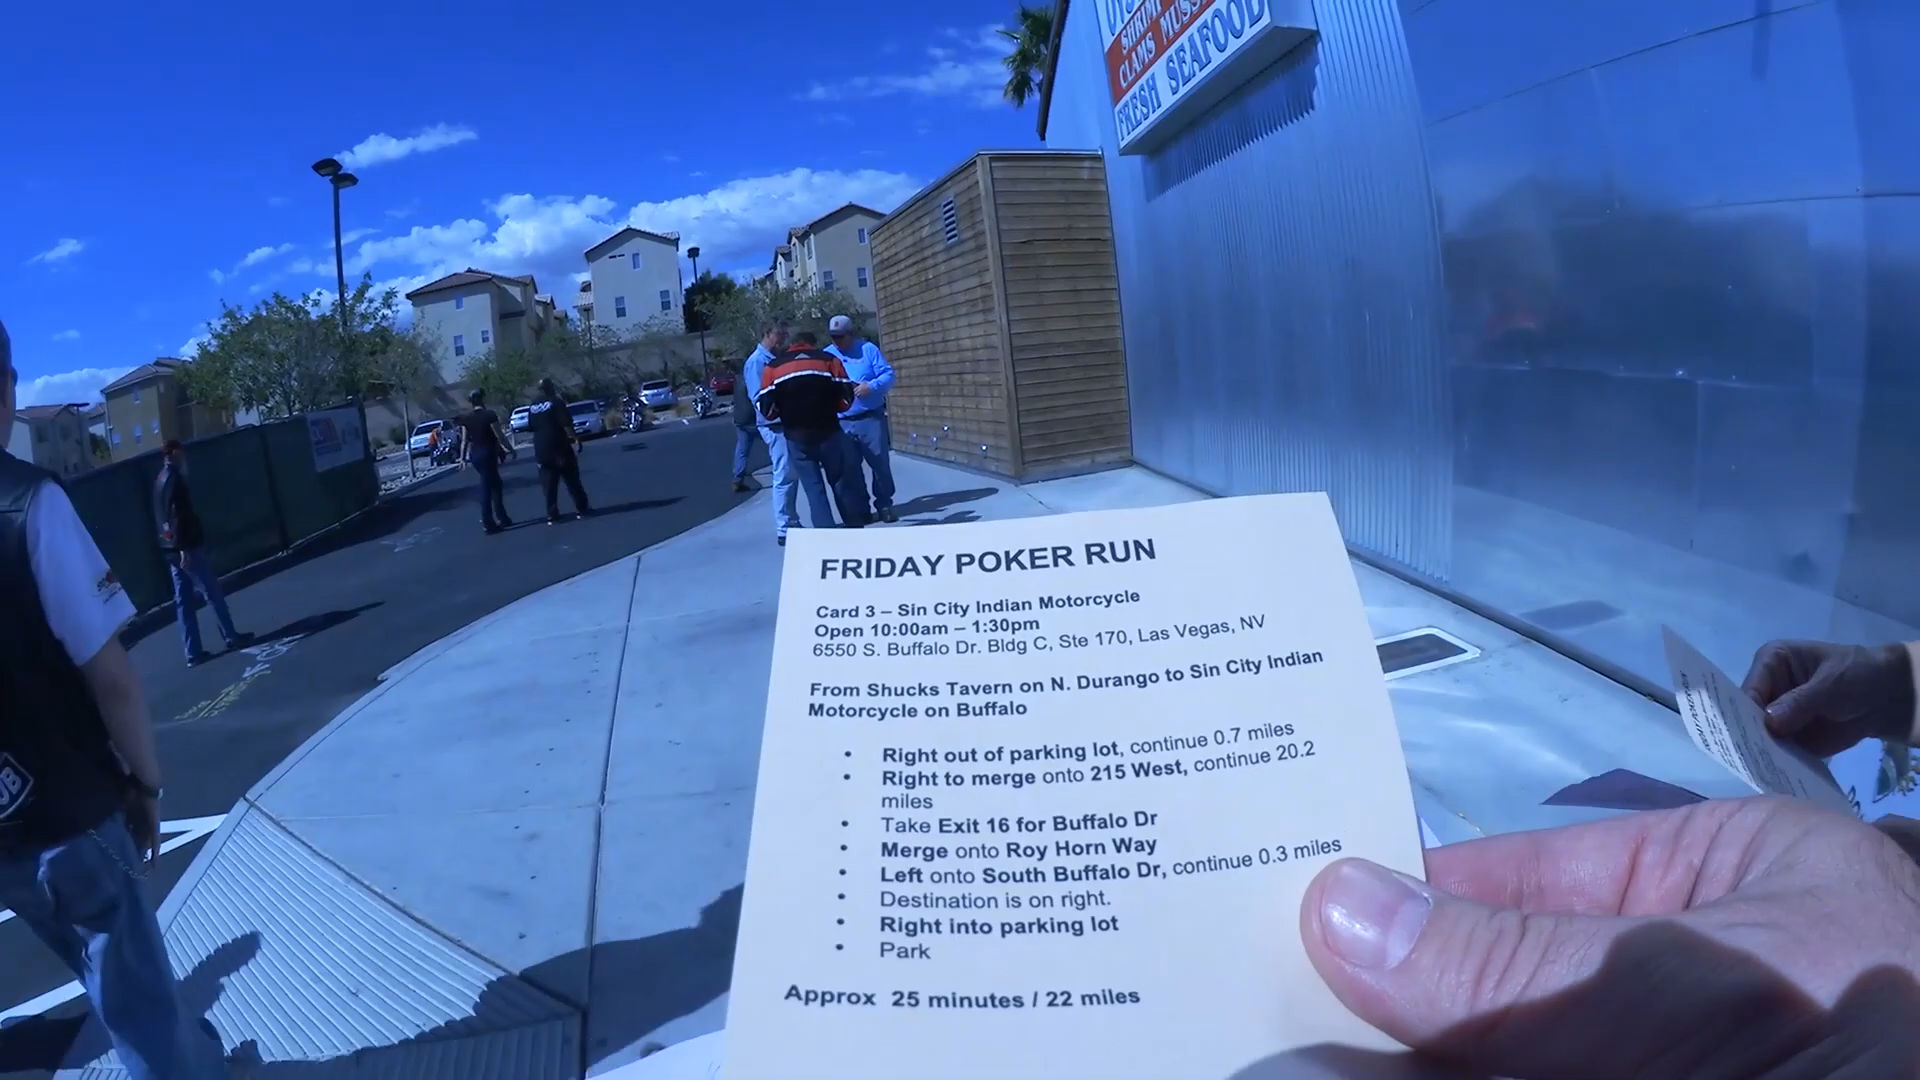 SHRIMP
CLAMS MUSS
FRESH SEAFOOD
FRIDAY POKER RUN
Card 3 – Sin City Indian Motorcycle
Open 10:00am – 1:30pm
6550 S. Buffalo Dr. Bldg C, Ste 170, Las Vegas, NV
From Shucks Tavern on N. Durango to Sin City Indian
Motorcycle on Buffalo
• Right out of parking lot, continue 0.7 miles
• Right to merge onto 215 West, continue 20.2
miles
• Take Exit 16 for Buffalo Dr
• Merge onto Roy Horn Way
• Left onto South Buffalo Dr, continue 0.3 miles
• Destination is on right.
• Right into parking lot
• Park
Approx 25 minutes / 22 miles